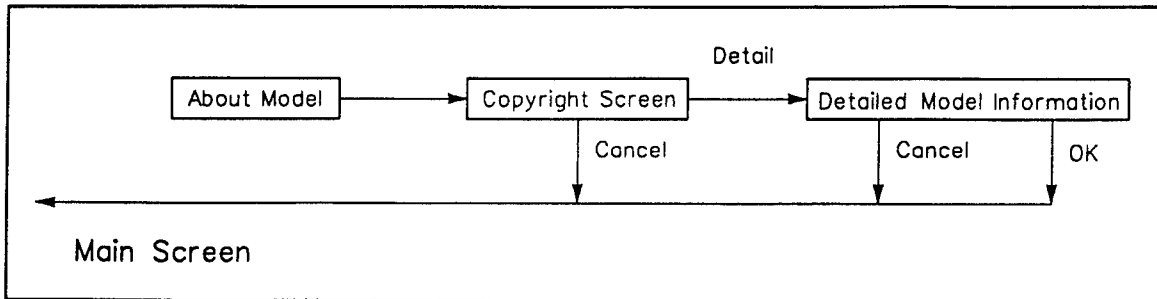 Detail
About Model
Copyright Screen
Detailed Model Information
Cancel
Cancel
OK
Main Screen